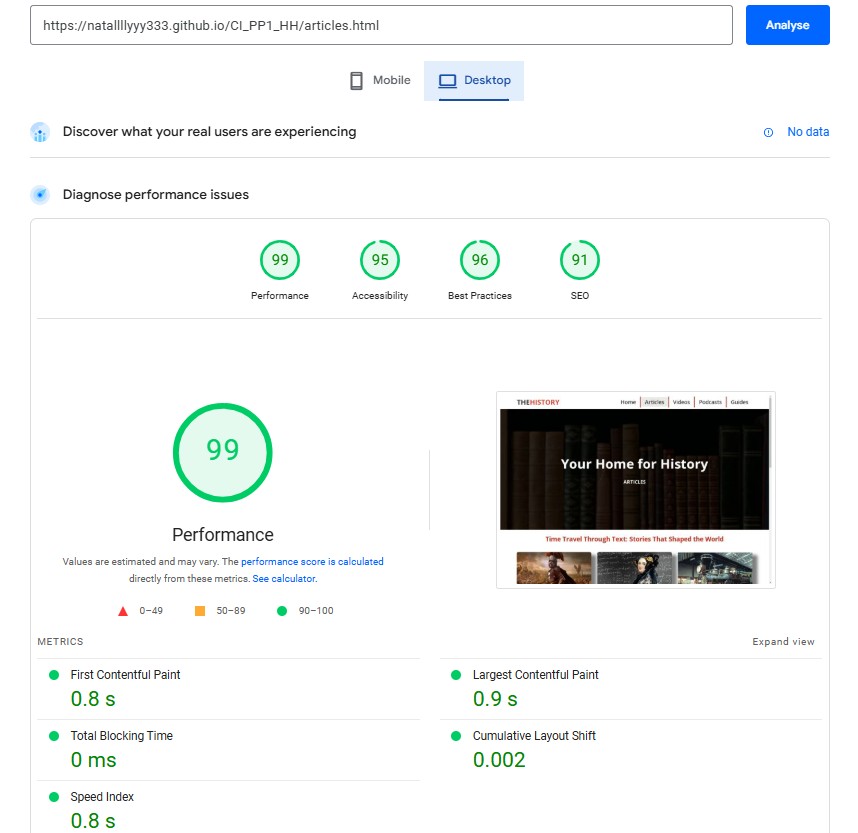 https://natallllyyy333.github.io/CI_PP1_HH/articles.html
Analyse
Mobile
Desktop
Discover what your real users are experiencing
No data
Diagnose performance issues
99
95
96
91
Performance
Accessibility
Best Practices
SEO
99
Performance
Values are estimated and may vary. The performance score is calculated
directly from these metrics. See calculator.
0–49
50–89
90–100
THEHISTORY
Home
Articles
Videos
Podcasts
Guides
Your Home for History
ARTICLES
Time Travel Through Text: Stories That Shaped the World
METRICS
Expand view
First Contentful Paint
0.8 s
Largest Contentful Paint
0.9 s
Total Blocking Time
0 ms
Cumulative Layout Shift
0.002
Speed Index
0.8 s